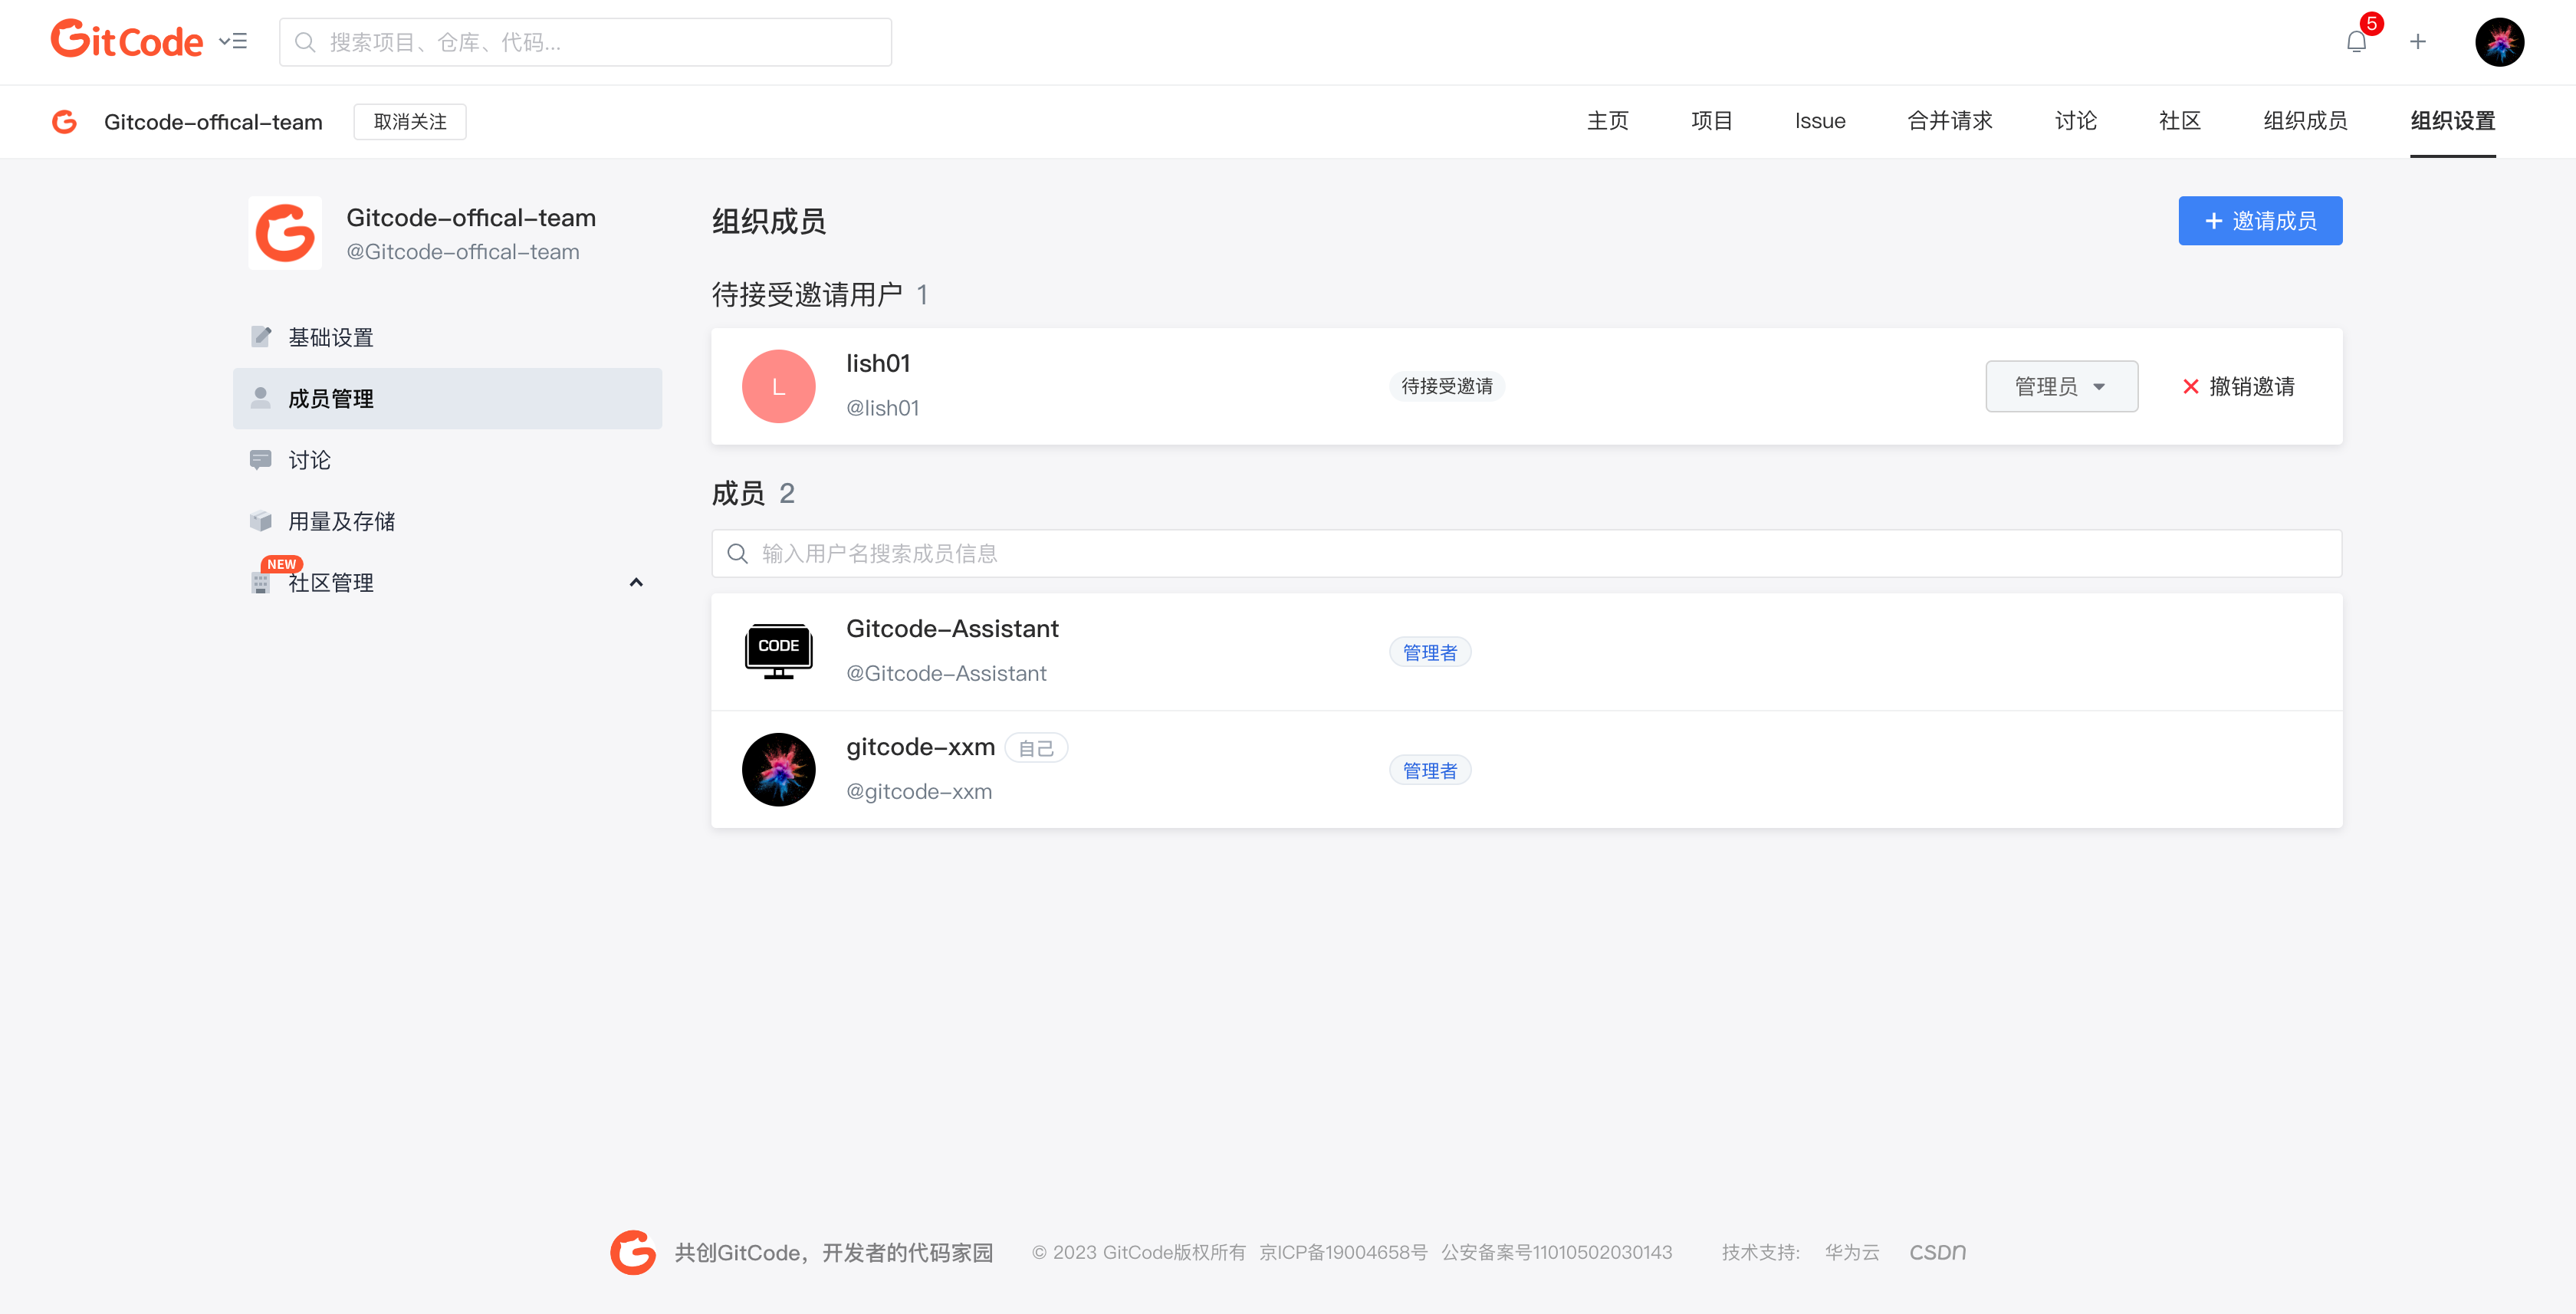 GitCode
搜索项目、仓库、代码...
5
Gitcode-offical-team
取消关注
主页 项目 Issue 合并请求 讨论 社区 组织成员 组织设置
Gitcode-offical-team
@Gitcode-offical-team
基础设置
成员管理
讨论
用量及存储
NEW
社区管理
组织成员
邀请成员
待接受邀请用户 1
L
lish01
@lish01
待接受邀请
管理员
撤销邀请
成员 2
输入用户名搜索成员信息
CODE
Gitcode-Assistant
@Gitcode-Assistant
管理者
gitcode-xxm 自己
@gitcode-xxm
管理者
共创GitCode，开发者的代码家园 © 2023 GitCode版权所有 京ICP备19004658号 公安备案号11010502030143 技术支持: 华为云 CSDN